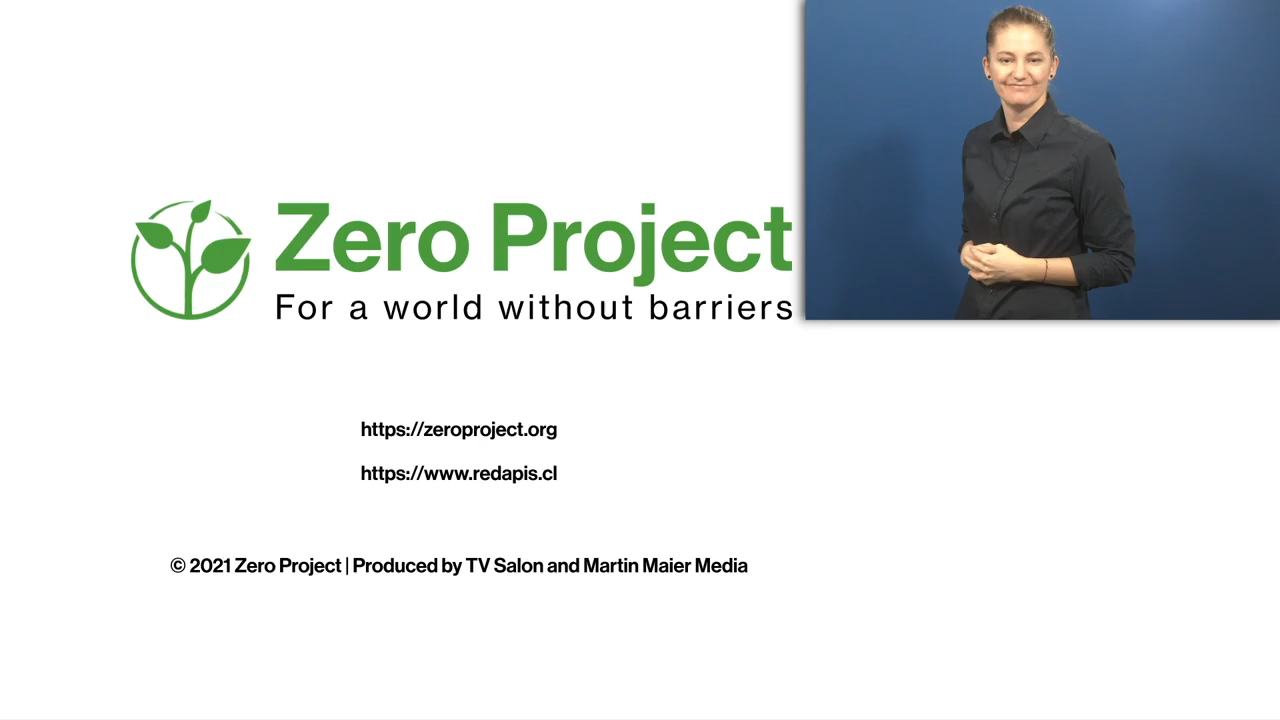 Zero Project
For a world without barriers
https://zeroproject.org
https://www.redapis.cl
© 2021 Zero Project | Produced by TV Salon and Martin Maier Media